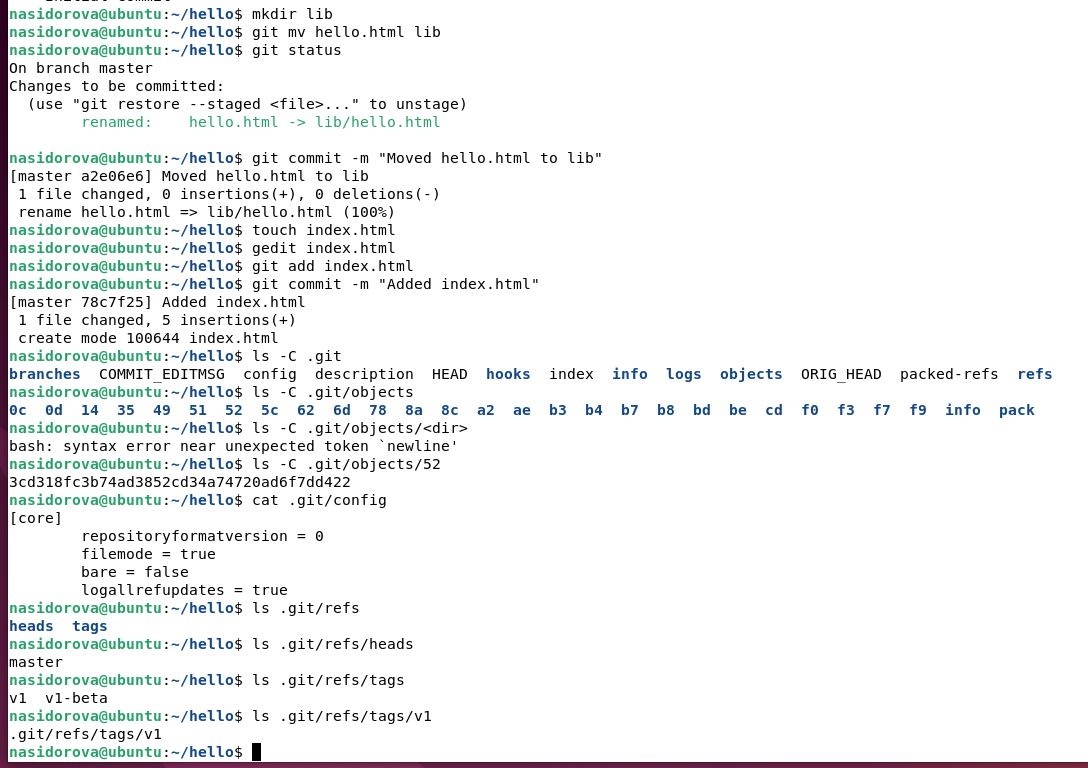 nasidorova@ubuntu:~/hello$ mkdir lib
nasidorova@ubuntu:~/hello$ git mv hello.html lib
nasidorova@ubuntu:~/hello$ git status
On branch master
Changes to be committed:
  (use "git restore --staged <file>..." to unstage)
        renamed:    hello.html -> lib/hello.html

nasidorova@ubuntu:~/hello$ git commit -m "Moved hello.html to lib"
[master a2e06e6] Moved hello.html to lib
 1 file changed, 0 insertions(+), 0 deletions(-)
 rename hello.html => lib/hello.html (100%)
nasidorova@ubuntu:~/hello$ touch index.html
nasidorova@ubuntu:~/hello$ gedit index.html
nasidorova@ubuntu:~/hello$ git add index.html
nasidorova@ubuntu:~/hello$ git commit -m "Added index.html"
[master 78c7f25] Added index.html
 1 file changed, 5 insertions(+)
 create mode 100644 index.html
nasidorova@ubuntu:~/hello$ ls -C .git
branches  COMMIT_EDITMSG  config  description  HEAD  hooks  index  info  logs  objects  ORIG_HEAD  packed-refs  refs
nasidorova@ubuntu:~/hello$ ls -C .git/objects
0c  0d  14  35  49  51  52  5c  62  6d  78  8a  8c  a2  ae  b3  b4  b7  b8  bd  be  cd  f0  f3  f7  f9  info  pack
nasidorova@ubuntu:~/hello$ ls -C .git/objects/<dir>
bash: syntax error near unexpected token `newline'
nasidorova@ubuntu:~/hello$ ls -C .git/objects/52
3cd318fc3b74ad3852cd34a74720ad6f7dd422
nasidorova@ubuntu:~/hello$ cat .git/config
[core]
        repositoryformatversion = 0
        filemode = true
        bare = false
        logallrefupdates = true
nasidorova@ubuntu:~/hello$ ls .git/refs
heads  tags
nasidorova@ubuntu:~/hello$ ls .git/refs/heads
master
nasidorova@ubuntu:~/hello$ ls .git/refs/tags
v1  v1-beta
nasidorova@ubuntu:~/hello$ ls .git/refs/tags/v1
.git/refs/tags/v1
nasidorova@ubuntu:~/hello$